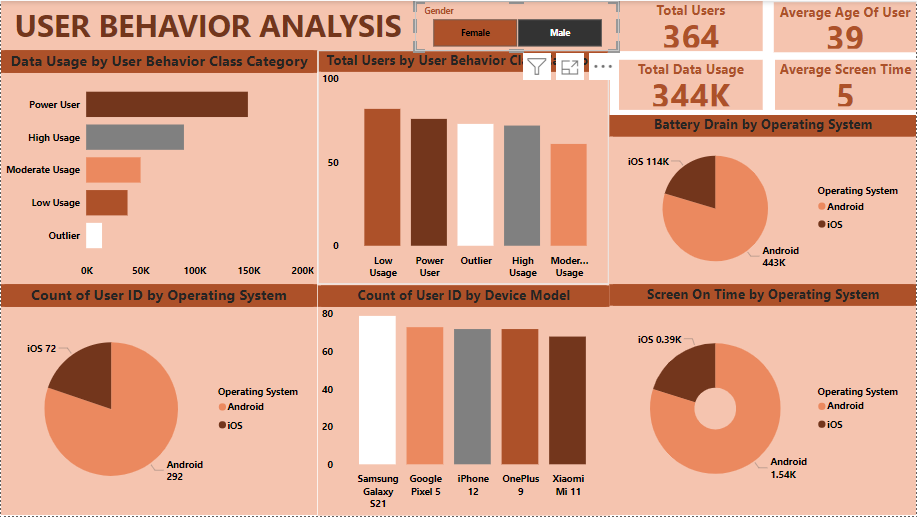 USER BEHAVIOR ANALYSIS
Gender
Female
Male
Total Users
364
Average Age Of User
39
Total Data Usage
344K
Average Screen Time
5
Data Usage by User Behavior Class Category
Power User
High Usage
Moderate Usage
Low Usage
Outlier
0K
50K
100K
150K
200K
Total Users by User Behavior Class
100
50
0
Low
Usage
Power
User
Outlier
High
Usage
Moder...
Usage
Battery Drain by Operating System
iOS 114K
Android
443K
Operating System
Android
iOS
Count of User ID by Operating System
iOS 72
Android
292
Operating System
Android
iOS
Count of User ID by Device Model
80
60
40
20
0
Samsung
Galaxy
S21
Google
Pixel 5
iPhone
12
OnePlus
9
Xiaomi
Mi 11
Screen On Time by Operating System
iOS 0.39K
Android
1.54K
Operating System
Android
iOS